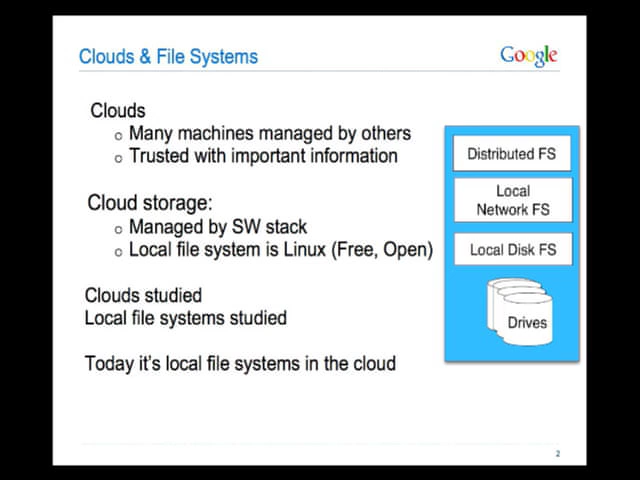 Clouds & File Systems
Google
Clouds
Many machines managed by others
Trusted with important information
Cloud storage:
Managed by SW stack
Local file system is Linux (Free, Open)
Clouds studied
Local file systems studied
Today it's local file systems in the cloud
Distributed FS
Local
Network FS
Local Disk FS
Drives
2